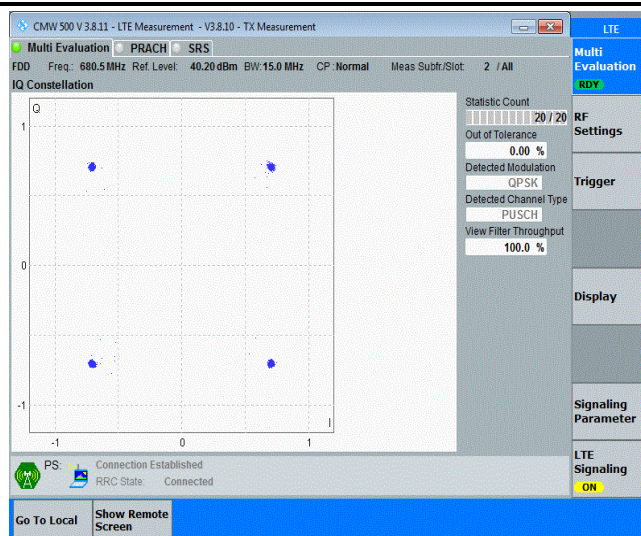 CMW 500 V 3.8.11 - LTE Measurement - V3.8.10 - TX Measurement
LTE
Multi Evaluation PRACH SRS
Multi
Evaluation
RDY
FDD Freq.: 680.5 MHz Ref. Level: 40.20 dBm BW: 15.0 MHz CP : Normal Meas Subfr./Slot: 2 / All
IQ Constellation
Q
1
0
-1
I
-1 0 1
Statistic Count
20 / 20
Out of Tolerance
0.00 %
Detected Modulation
QPSK
Detected Channel Type
PUSCH
View Filter Throughput
100.0 %
RF
Settings
Trigger
Display
Signaling
Parameter
LTE
Signaling
ON
PS: Connection Established
RRC State: Connected
Go To Local
Show Remote
Screen